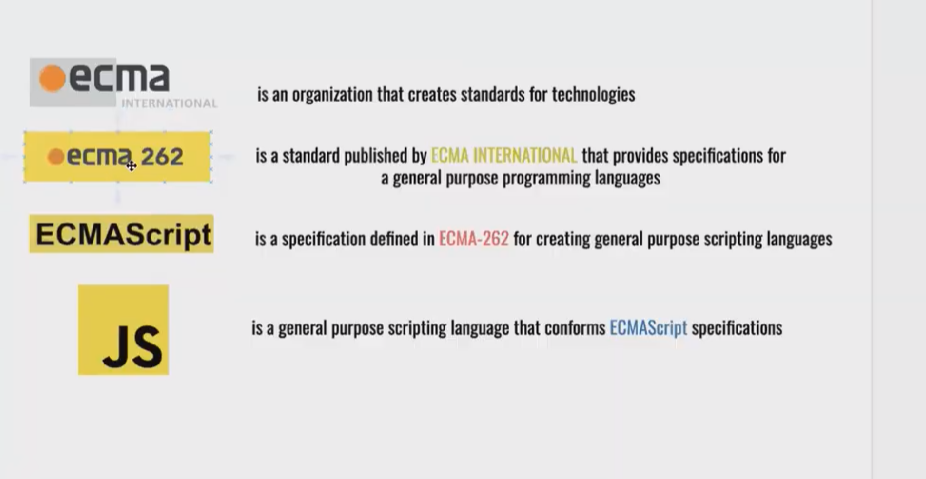 ecma
INTERNATIONAL
is an organization that creates standards for technologies
ecma 262
is a standard published by ECMA INTERNATIONAL that provides specifications for
a general purpose programming languages
ECMAScript
is a specification defined in ECMA-262 for creating general purpose scripting languages
JS
is a general purpose scripting language that conforms ECMAScript specifications